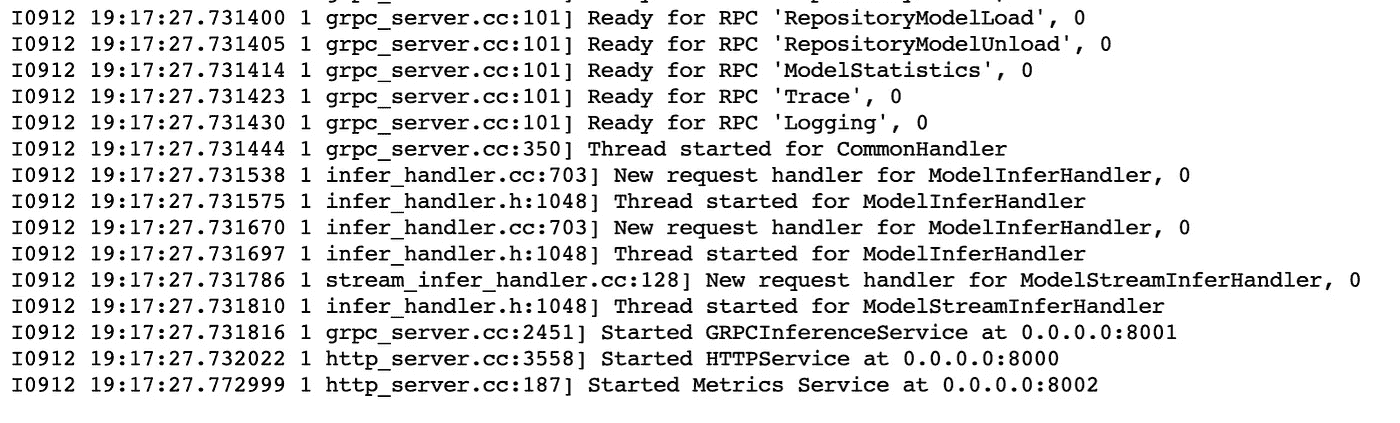 I0912 19:17:27.731400 1 grpc_server.cc:101] Ready for RPC 'RepositoryModelLoad', 0
I0912 19:17:27.731405 1 grpc_server.cc:101] Ready for RPC 'RepositoryModelUnload', 0
I0912 19:17:27.731414 1 grpc_server.cc:101] Ready for RPC 'ModelStatistics', 0
I0912 19:17:27.731423 1 grpc_server.cc:101] Ready for RPC 'Trace', 0
I0912 19:17:27.731430 1 grpc_server.cc:101] Ready for RPC 'Logging', 0
I0912 19:17:27.731444 1 grpc_server.cc:350] Thread started for CommonHandler
I0912 19:17:27.731538 1 infer_handler.cc:703] New request handler for ModelInferHandler, 0
I0912 19:17:27.731575 1 infer_handler.h:1048] Thread started for ModelInferHandler
I0912 19:17:27.731670 1 infer_handler.cc:703] New request handler for ModelInferHandler, 0
I0912 19:17:27.731697 1 infer_handler.h:1048] Thread started for ModelInferHandler
I0912 19:17:27.731786 1 stream_infer_handler.cc:128] New request handler for ModelStreamInferHandler, 0
I0912 19:17:27.731810 1 infer_handler.h:1048] Thread started for ModelStreamInferHandler
I0912 19:17:27.731816 1 grpc_server.cc:2451] Started GRPCInferenceService at 0.0.0.0:8001
I0912 19:17:27.732022 1 http_server.cc:3558] Started HTTPService at 0.0.0.0:8000
I0912 19:17:27.772999 1 http_server.cc:187] Started Metrics Service at 0.0.0.0:8002